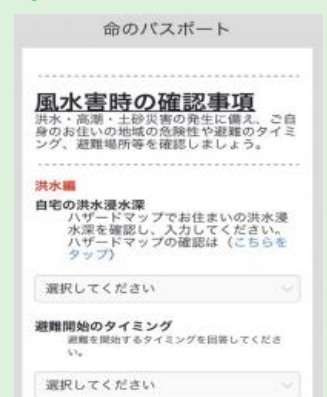 命のパスポート
風水害時の確認事項
洪水・高潮・土砂災害の発生に備え、ご自
身のお住いの地域の危険性や避難のタイミ
ング、避難場所等を確認しましょう。
洪水編
自宅の洪水浸水深
ハザードマップでお住まいの洪水浸
水深を確認し、入力してください。
ハザードマップの確認は（こちらを
タップ）
選択してください
避難開始のタイミング
避難を開始するタイミングを回答してくださ
い。
選択してください